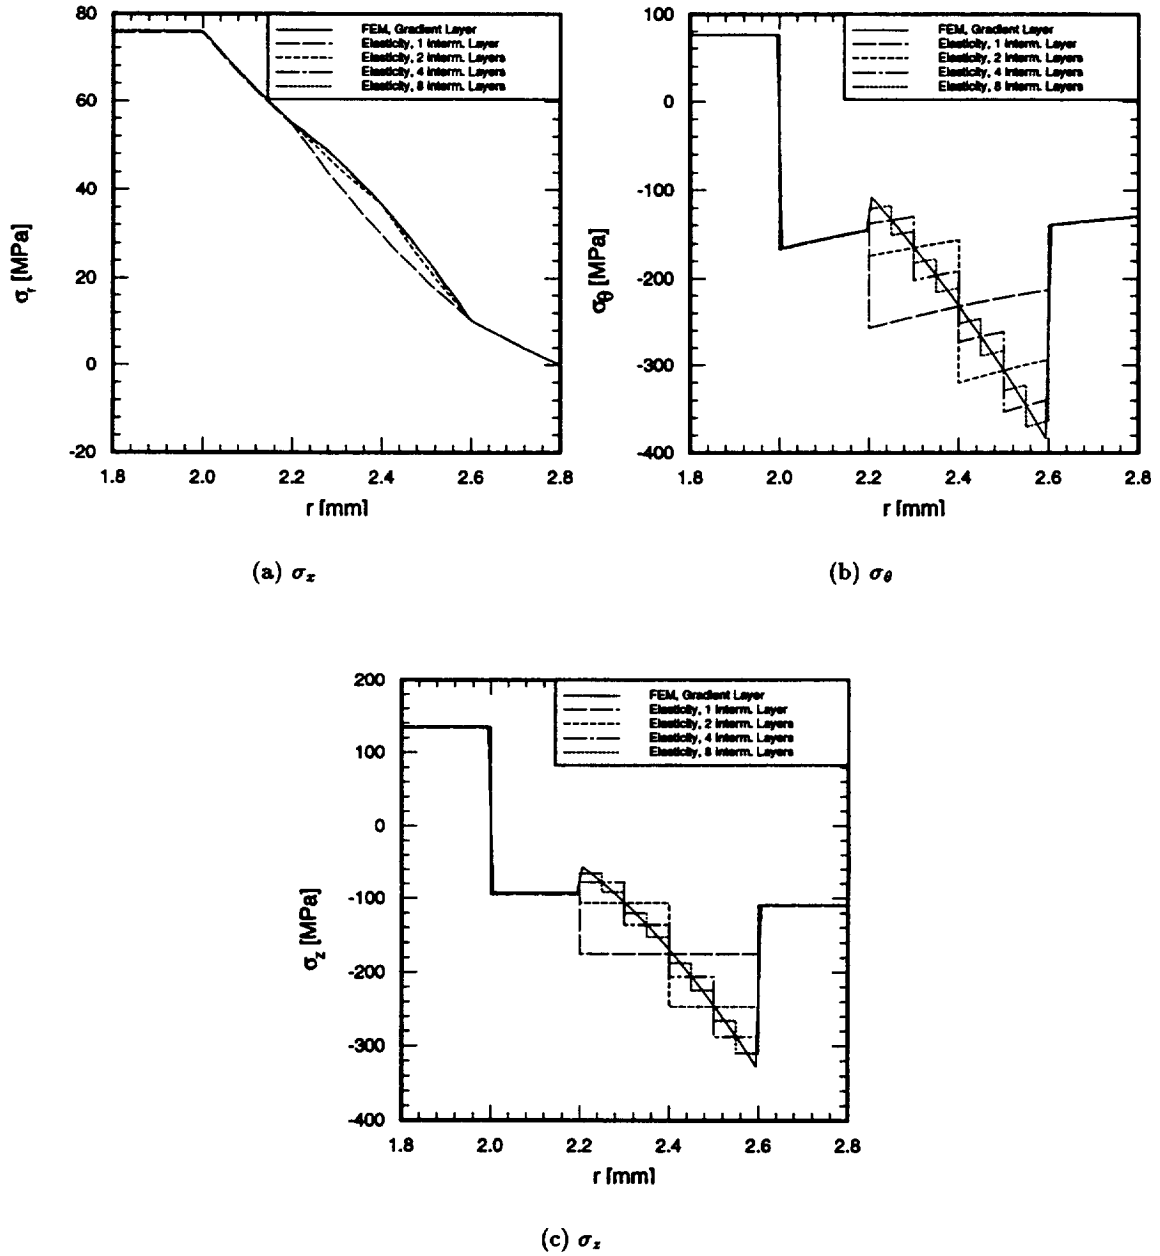 80
60
40
20
0
-20
σr [MPa]
FEM, Gradient Layer
Elasticity, 1 Interm. Layer
Elasticity, 2 Interm. Layers
Elasticity, 4 Interm. Layers
Elasticity, 8 Interm. Layers
1.8 2.0 2.2 2.4 2.6 2.8
r [mm]
(a) σx
100
0
-100
-200
-300
-400
σθ [MPa]
FEM, Gradient Layer
Elasticity, 1 Interm. Layer
Elasticity, 2 Interm. Layers
Elasticity, 4 Interm. Layers
Elasticity, 8 Interm. Layers
1.8 2.0 2.2 2.4 2.6 2.8
r [mm]
(b) σθ
200
100
0
-100
-200
-300
-400
σz [MPa]
FEM, Gradient Layer
Elasticity, 1 Interm. Layer
Elasticity, 2 Interm. Layers
Elasticity, 4 Interm. Layers
Elasticity, 8 Interm. Layers
1.8 2.0 2.2 2.4 2.6 2.8
r [mm]
(c) σz